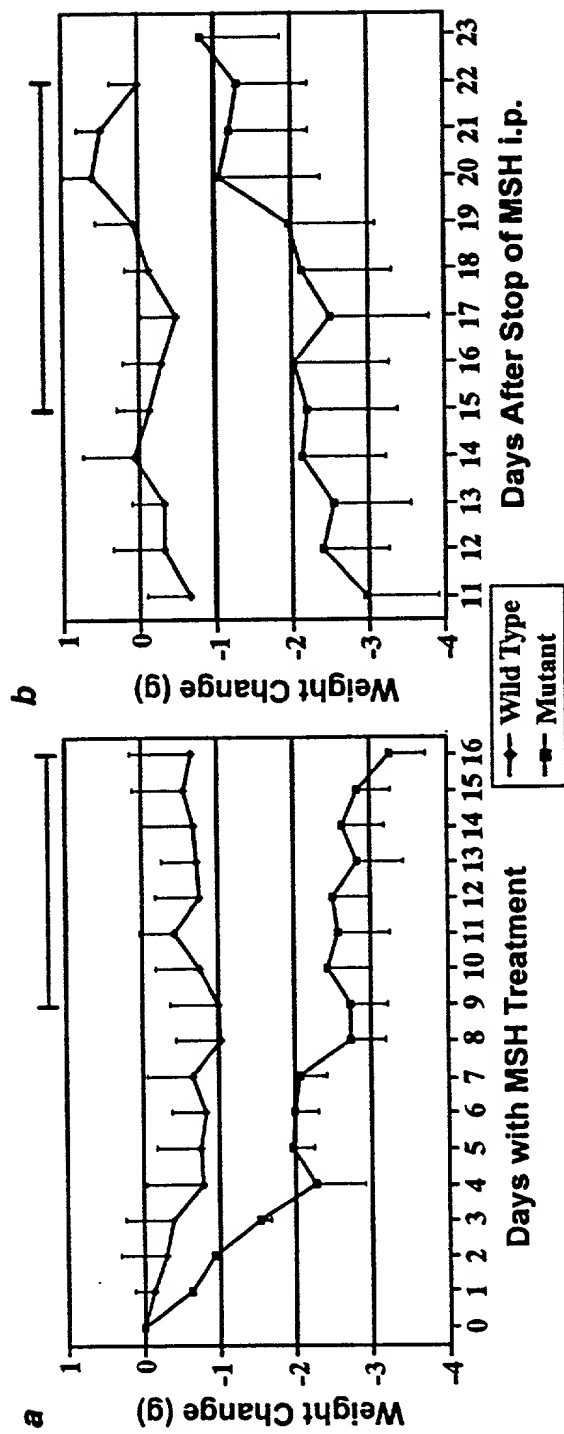 a
Weight Change (g)
1
0
-1
-2
-3
-4
0 1 2 3 4 5 6 7 8 9 10 11 12 13 14 15 16
Days with MSH Treatment
b
Weight Change (g)
1
0
-1
-2
-3
-4
11 12 13 14 15 16 17 18 19 20 21 22 23
Days After Stop of MSH i.p.
Wild Type
Mutant